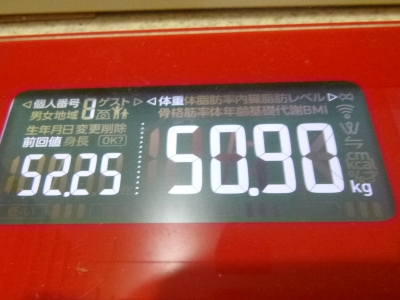 ◁個人番号 8 ゲスト▷
男女地域
生年月日変更削除
前回値 身長 OK?
52.25
◁体重体脂肪率内臓脂肪レベル▷
骨格筋率体年齢基礎代謝BMI
50.90 kg
cm